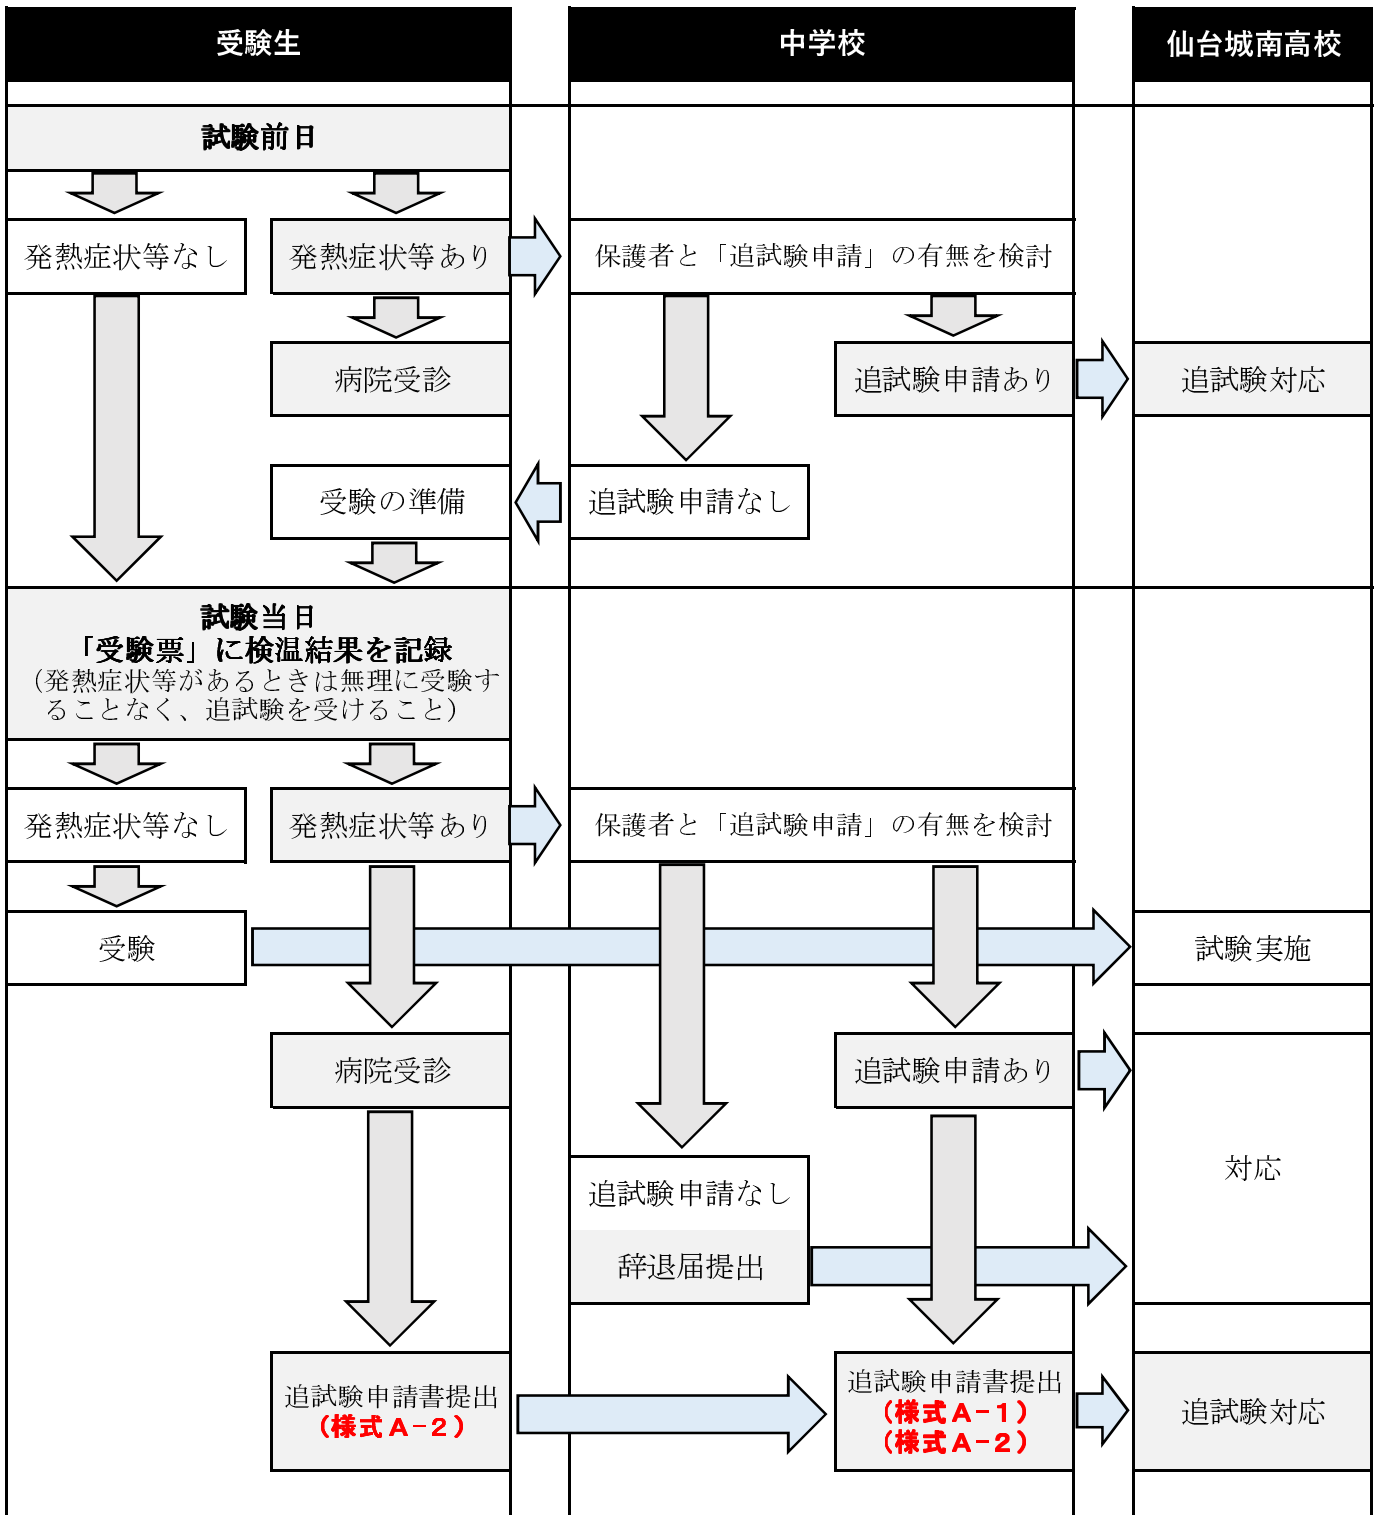 受験生
中学校
仙台城南高校
試験前日
発熱症状等なし
発熱症状等あり
保護者と「追試験申請」の有無を検討
病院受診
追試験申請あり
追試験対応
受験の準備
追試験申請なし
試験当日
「受験票」に検温結果を記録
（発熱症状等があるときは無理に受験す
ることなく、追試験を受けること）
発熱症状等なし
発熱症状等あり
保護者と「追試験申請」の有無を検討
受験
試験実施
病院受診
追試験申請あり
対応
追試験申請なし
辞退届提出
追試験申請書提出
（様式Ａ−２）
追試験申請書提出
（様式Ａ−１）
（様式Ａ−２）
追試験対応